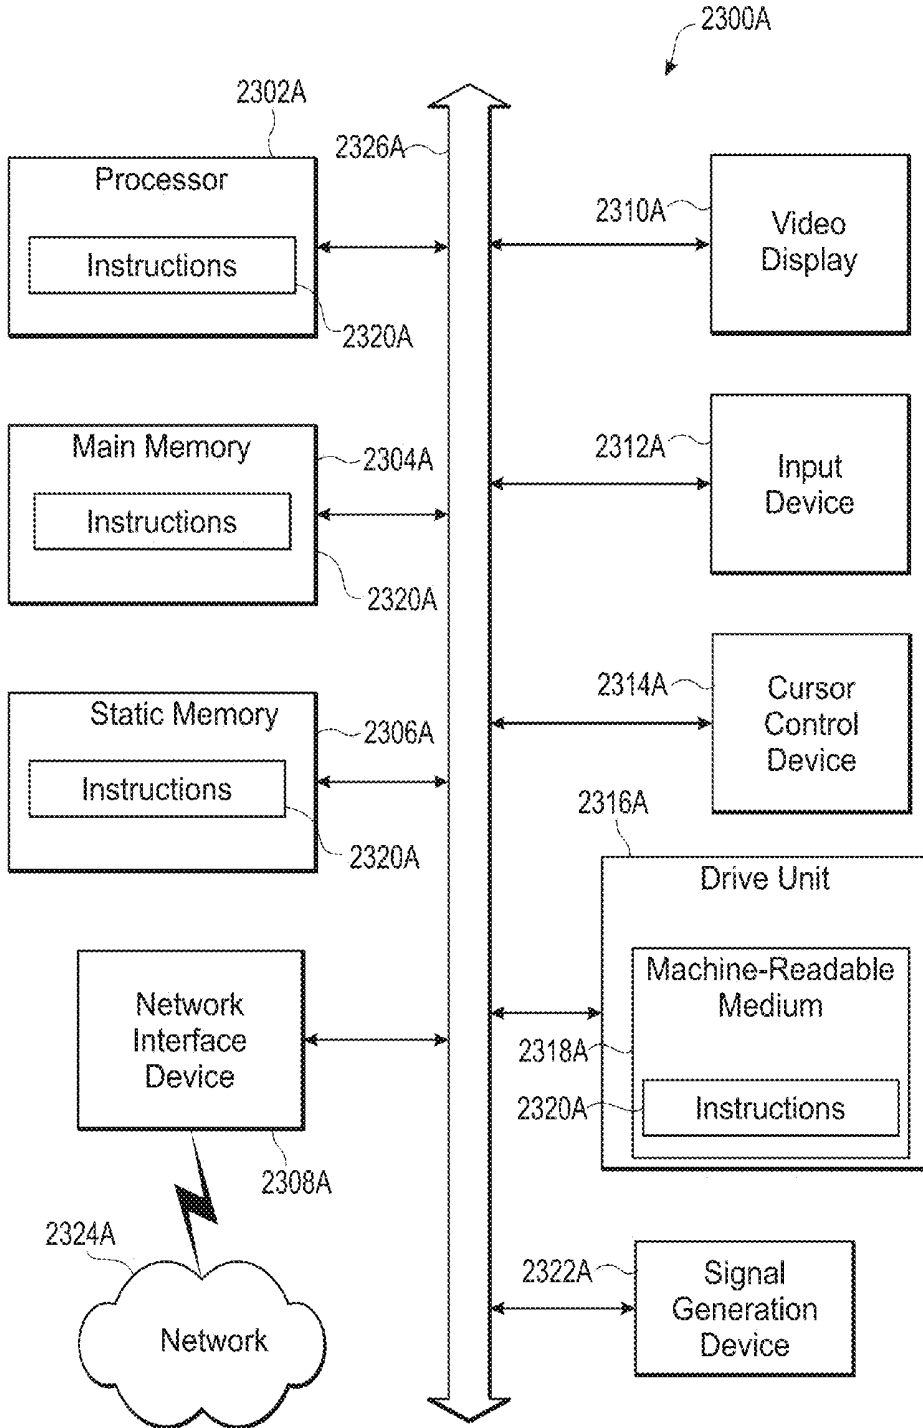 2300A
2302A
Processor
Instructions
2320A
2326A
2310A
Video
Display
Main Memory
2304A
Instructions
2320A
2312A
Input
Device
Static Memory
2306A
Instructions
2320A
2314A
Cursor
Control
Device
2316A
Drive Unit
Machine-Readable
Medium
2318A
2320A
Instructions
Network
Interface
Device
2308A
2324A
Network
2322A
Signal
Generation
Device